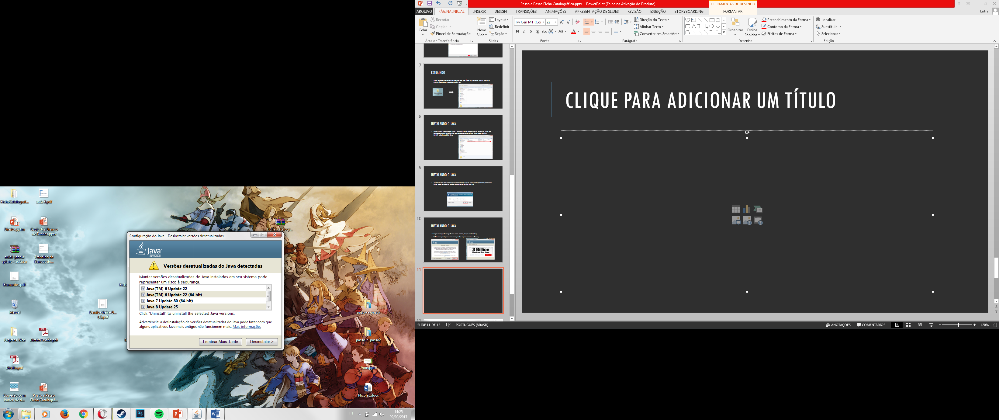 FichaCatalograf...
aula 3.pdf
Direito.pptm
Gzuis dos Branco
de Drados.pptx
Ficha_catalogr...
aula1-janela
splahs - aula.rar
Trabalho de
Bancos de...
Bernardes.pdf
Marvel
Danilo-Vieira-B...
(1).pdf
passo-a-passo
Projetos Web
DireitoTextão.pdf
passo-a-passo2
Direito.pdf
Jhon.pptx
Conexão com
banco de d...
Passo a Passo
Ficha Catalográ...
Nicolas.docx
Configuração do Java - Desinstalar versões desatualizadas
Java™
ORACLE
Versões desatualizadas do Java detectadas
Manter versões desatualizadas do Java instaladas em seu sistema pode
representar um risco à segurança.
Java(TM) 6 Update 22
Java(TM) 6 Update 22 (64-bit)
Java 7 Update 80 (64-bit)
Java 8 Update 25
Click "Uninstall" to uninstall the selected Java versions.
Advertência: a desinstalação de versões desatualizadas do Java pode fazer com que
alguns aplicativos Java mais antigos não funcionem mais. Mais informações
Lembrar Mais Tarde
Desinstalar >
Ps
PT
14:25
09/03/2017
Passo a Passo Ficha Catalográfica.pptx - PowerPoint (Falha na Ativação do Produto)
FERRAMENTAS DE DESENHO
ARQUIVO PÁGINA INICIAL INSERIR DESIGN TRANSIÇÕES ANIMAÇÕES APRESENTAÇÃO DE SLIDES REVISÃO EXIBIÇÃO STORYBOARDING FORMATAR
Entrar
Colar
Recortar
Copiar
Pincel de Formatação
Área de Transferência
Novo
Slide
Layout
Redefinir
Seção
Slides
Tw Cen MT (Cor 22
N I S S abc AV Aa A
Fonte
Direção do Texto
Alinhar Texto
Converter em SmartArt
Parágrafo
Organizar
Estilos
Rápidos
Preenchimento da Forma
Contorno da Forma
Efeitos de Forma
Desenho
Localizar
Substituir
Selecionar
Edição
7
EXTRAINDO
8
INSTALANDO O JAVA
9
INSTALANDO O JAVA
10
INSTALANDO O JAVA
3 Billion
Devices Run Java
11
12
CLIQUE PARA ADICIONAR UM TÍTULO
SLIDE 11 DE 12
PORTUGUÊS (BRASIL)
ANOTAÇÕES
COMENTÁRIOS
120%